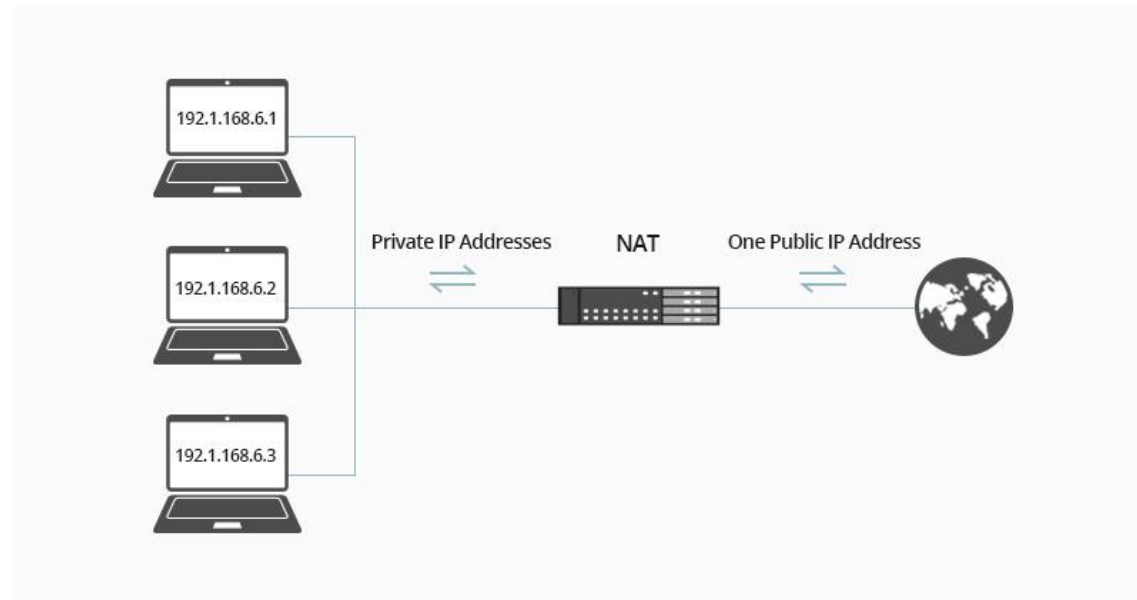 192.1.168.6.1
Private IP Addresses
NAT
One Public IP Address
192.1.168.6.2
192.1.168.6.3